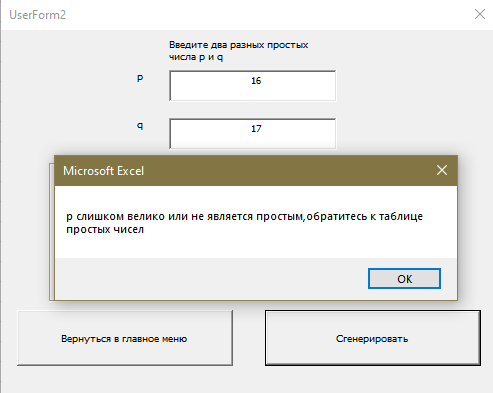 UserForm2
Введите два разных простых
числа p и q
p
16
q
17
Microsoft Excel
p слишком велико или не является простым,обратитесь к таблице
простых чисел
OK
Вернуться в главное меню
Сгенерировать